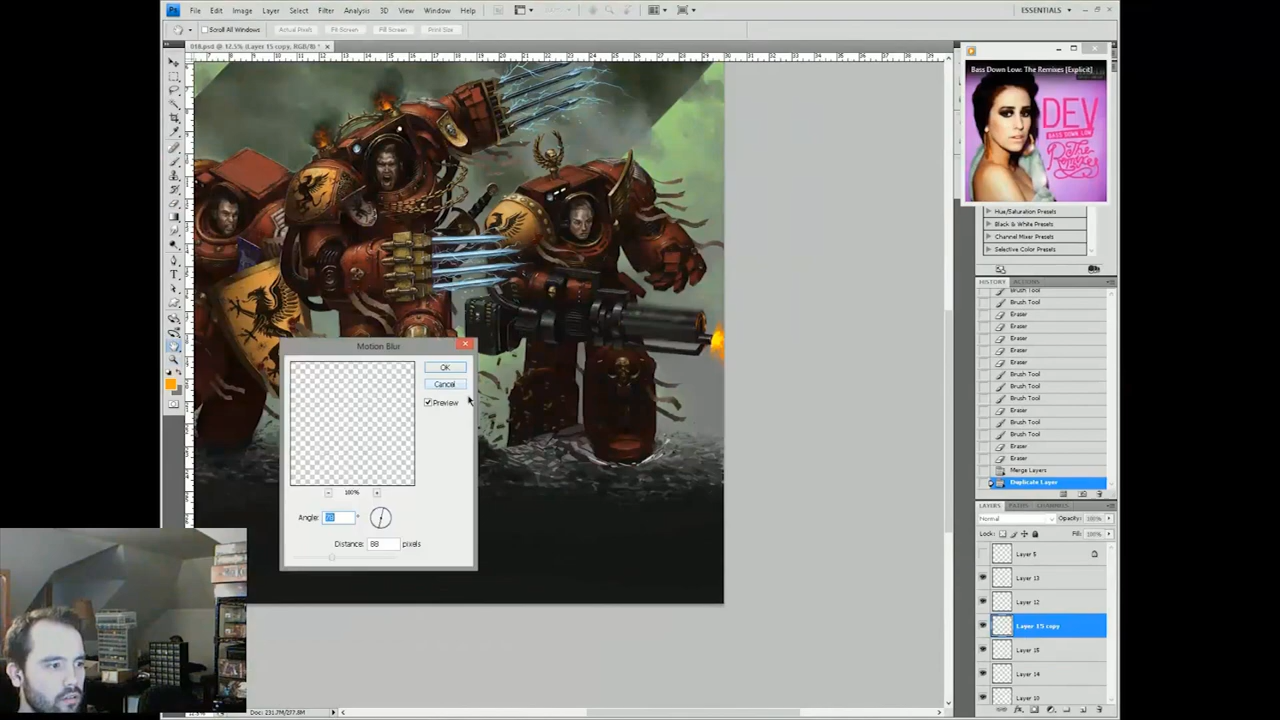 Ps File Edit Image Layer Select Filter Analysis 3D View Window Help
ESSENTIALS
Scroll All Windows Actual Pixels Fit Screen Fill Screen Print Size
018.psd @ 12.5% (Layer 15 copy, RGB/8) *
Bass Down Low: The Remixes [Explicit]
DEV
BASS DOWN LOW
The Remixes
Hue/Saturation Presets
Black & White Presets
Channel Mixer Presets
Selective Color Presets
HISTORY ACTIONS
Brush Tool
Brush Tool
Eraser
Eraser
Eraser
Eraser
Eraser
Brush Tool
Brush Tool
Brush Tool
Eraser
Brush Tool
Brush Tool
Eraser
Eraser
Merge Layers
Duplicate Layer
LAYERS PATHS CHANNELS
Normal Opacity: 100%
Lock: Fill: 100%
Layer 5
Layer 13
Layer 12
Layer 15 copy
Layer 15
Layer 14
Layer 10
Motion Blur
OK
Cancel
Preview
100%
Angle: °
Distance: 88 pixels
Doc: 231.7M/277.8M